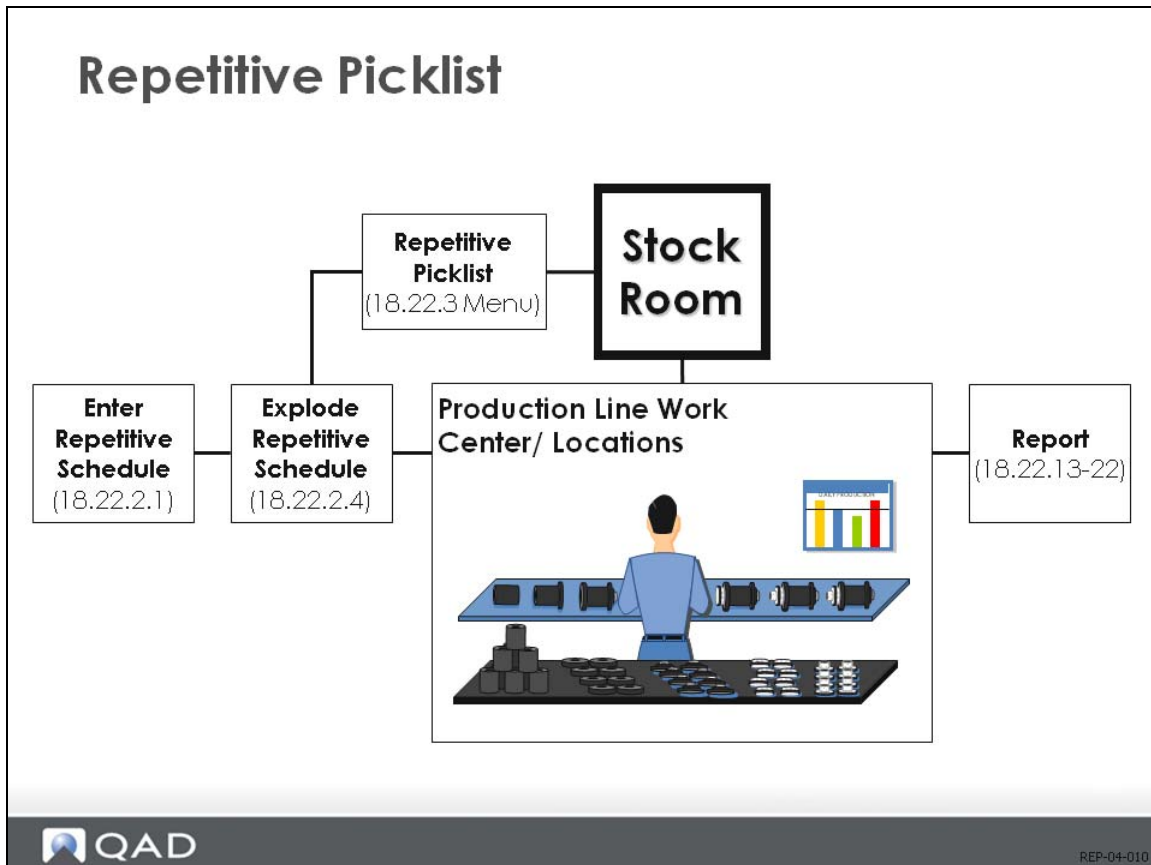 Repetitive Picklist
Repetitive
Picklist
(18.22.3 Menu)
Stock
Room
Enter
Repetitive
Schedule
(18.22.2.1)
Explode
Repetitive
Schedule
(18.22.2.4)
Production Line Work
Center/ Locations
DAILY PRODUCTION
Report
(18.22.13-22)
QAD
REP-04-010